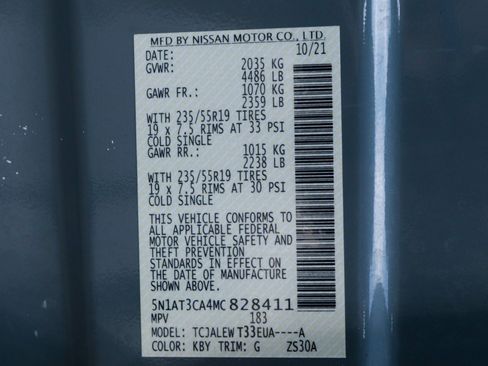 MFD BY NISSAN MOTOR CO., LTD.
DATE: 10/21
GVWR: 2035 KG
4486 LB
GAWR FR.: 1070 KG
2359 LB
WITH 235/55R19 TIRES
19 x 7.5 RIMS AT 33 PSI
COLD SINGLE
GAWR RR.: 1015 KG
2238 LB
WITH 235/55R19 TIRES
19 x 7.5 RIMS AT 30 PSI
COLD SINGLE
THIS VEHICLE CONFORMS TO
ALL APPLICABLE FEDERAL
MOTOR VEHICLE SAFETY AND
THEFT PREVENTION
STANDARDS IN EFFECT ON
THE DATE OF MANUFACTURE
SHOWN ABOVE.
5N1AT3CA4MC828411
MPV 183
MODEL: TCJALEW T33EUA----A
COLOR: KBY TRIM: G ZS30A